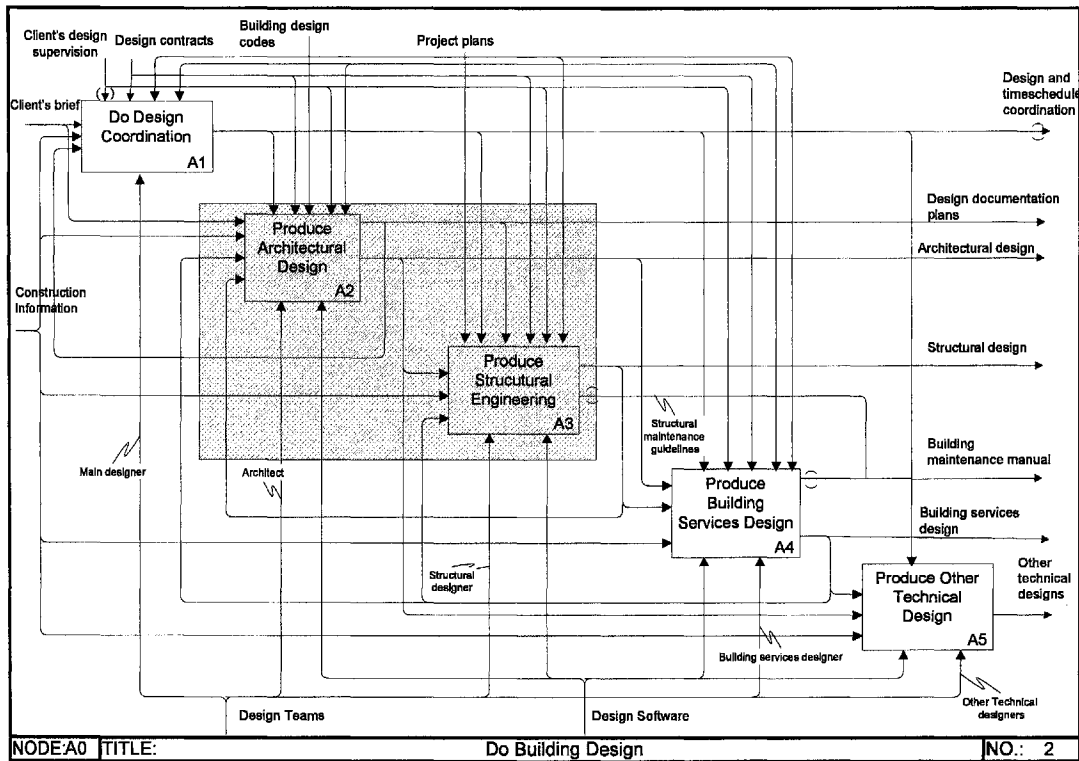 Client's design
supervision
Design contracts
Building design
codes
Project plans
Design and
timeschedule
coordination
Client's brief
Do Design
Coordination
A1
Design documentation
plans
Produce
Architectural
Design
A2
Architectural design
Construction
Information
Structural design
Produce
Strucutural
Engineering
A3
Structural
maintenance
guidelines
Main designer
Architect
Building
maintenance manual
Produce
Building
Services Design
A4
Building services
design
Structural
designer
Produce Other
Technical
Design
A5
Other
technical
designs
Building services designer
Other Technical
designers
Design Teams
Design Software
NODE:A0 TITLE: Do Building Design NO.: 2